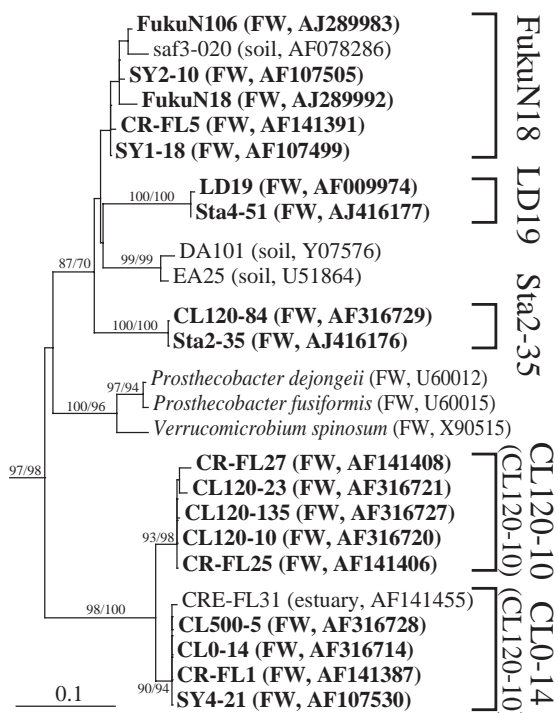 FukuN106 (FW, AJ289983)
saf3-020 (soil, AF078286)
SY2-10 (FW, AF107505)
FukuN18 (FW, AJ289992)
CR-FL5 (FW, AF141391)
SY1-18 (FW, AF107499)
FukuN18
LD19 (FW, AF009974)
100/100
Sta4-51 (FW, AJ416177)
LD19
DA101 (soil, Y07576)
99/99
EA25 (soil, U51864)
87/70
CL120-84 (FW, AF316729)
100/100
Sta2-35 (FW, AJ416176)
Sta2-35
Prosthecobacter dejongeii (FW, U60012)
97/94
Prosthecobacter fusiformis (FW, U60015)
100/96
Verrucomicrobium spinosum (FW, X90515)
97/98
CR-FL27 (FW, AF141408)
CL120-23 (FW, AF316721)
CL120-135 (FW, AF316727)
93/98
CL120-10 (FW, AF316720)
CR-FL25 (FW, AF141406)
CL120-10
(CL120-10)
CRE-FL31 (estuary, AF141455)
98/100
CL500-5 (FW, AF316728)
CL0-14 (FW, AF316714)
CR-FL1 (FW, AF141387)
90/94
SY4-21 (FW, AF107530)
CL0-14
(CL120-10)
0.1